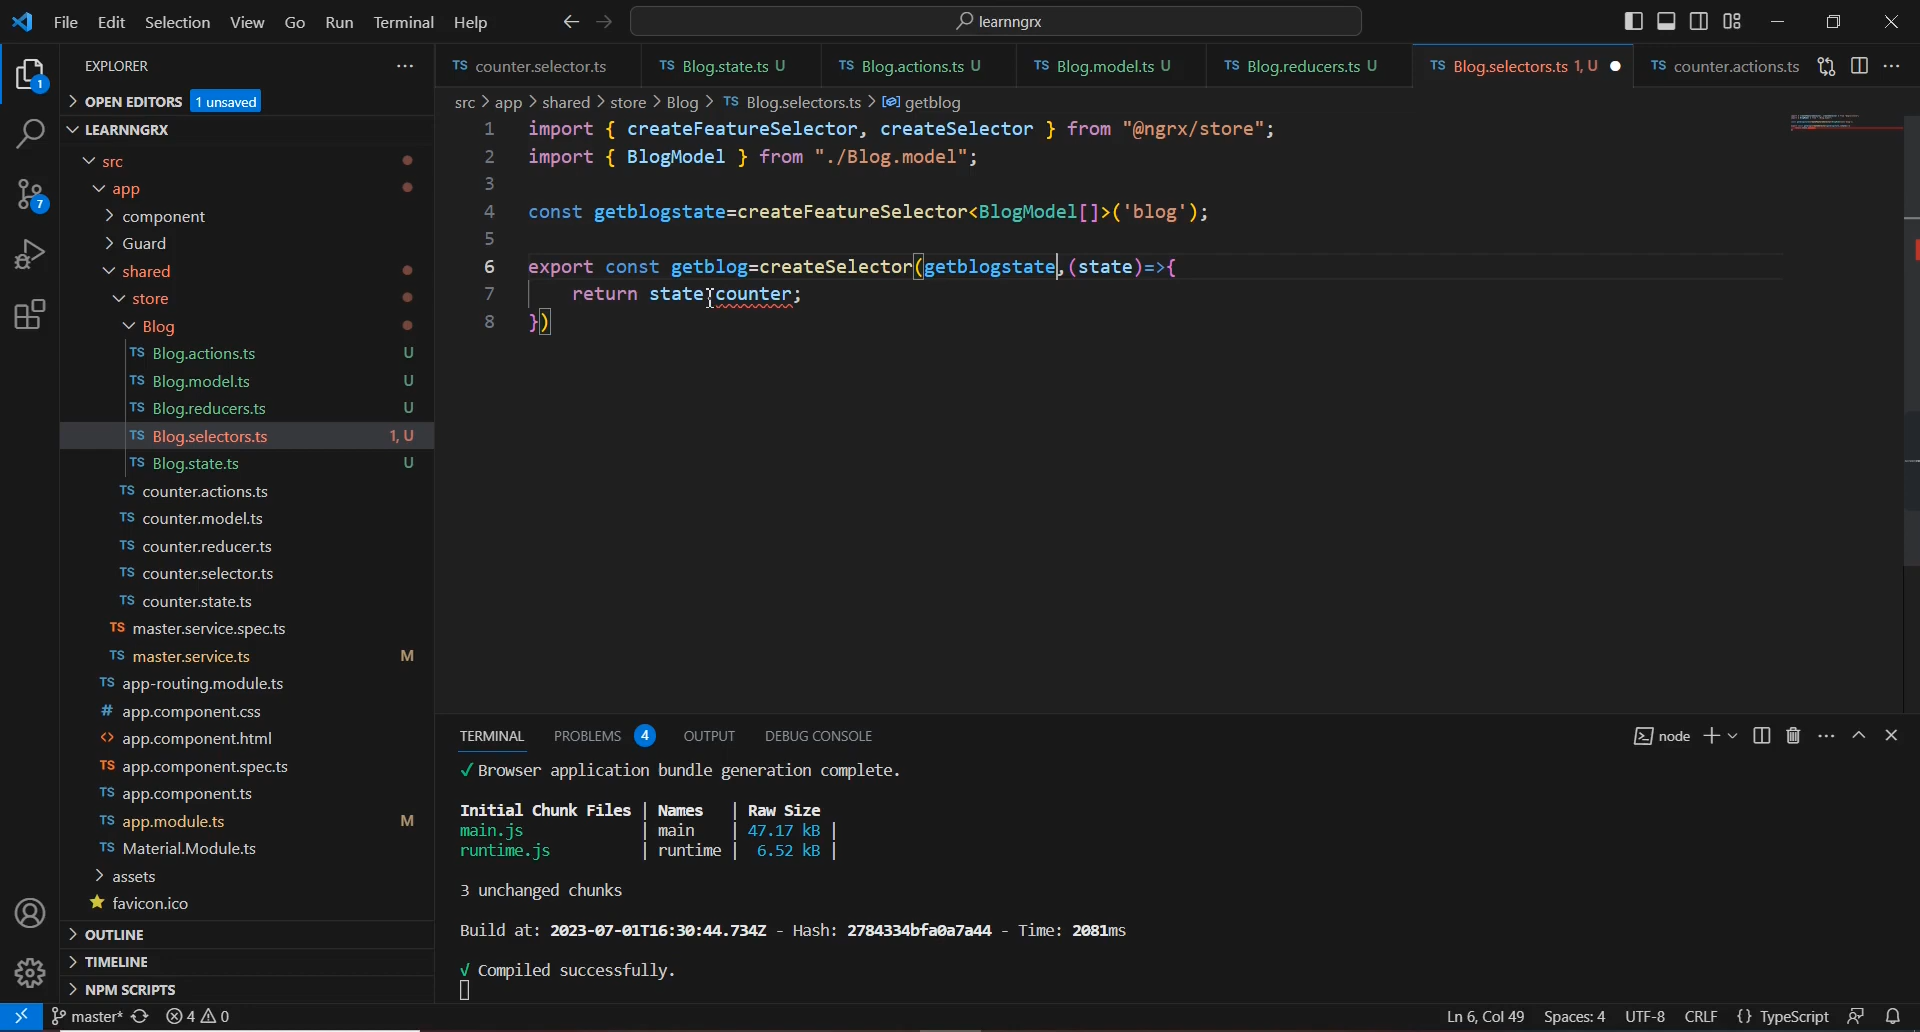 File Edit Selection View Go Run Terminal Help
learnngrx
EXPLORER
OPEN EDITORS 1 unsaved
LEARNNGRX
src
app
component
Guard
shared
store
Blog
TS Blog.actions.ts U
TS Blog.model.ts U
TS Blog.reducers.ts U
TS Blog.selectors.ts 1, U
TS Blog.state.ts U
TS counter.actions.ts
TS counter.model.ts
TS counter.reducer.ts
TS counter.selector.ts
TS counter.state.ts
TS master.service.spec.ts
TS master.service.ts M
TS app-routing.module.ts
# app.component.css
<> app.component.html
TS app.component.spec.ts
TS app.component.ts
TS app.module.ts M
TS Material.Module.ts
assets
favicon.ico
OUTLINE
TIMELINE
NPM SCRIPTS
1
7
TS counter.selector.ts TS Blog.state.ts U TS Blog.actions.ts U TS Blog.model.ts U TS Blog.reducers.ts U TS Blog.selectors.ts 1, U TS counter.actions.ts
src > app > shared > store > Blog > TS Blog.selectors.ts > getblog
1 import { createFeatureSelector, createSelector } from "@ngrx/store";
2 import { BlogModel } from "./Blog.model";
3
4 const getblogstate=createFeatureSelector<BlogModel[]>('blog');
5
6 export const getblog=createSelector(getblogstate,(state)=>{
7 return state.counter;
8 })
TERMINAL PROBLEMS 4 OUTPUT DEBUG CONSOLE node
√ Browser application bundle generation complete.
Initial Chunk Files | Names | Raw Size
main.js | main | 47.17 kB |
runtime.js | runtime | 6.52 kB |
3 unchanged chunks
Build at: 2023-07-01T16:30:44.734Z - Hash: 2784334bfa0a7a44 - Time: 2081ms
√ Compiled successfully.
master* 4 0 Ln 6, Col 49 Spaces: 4 UTF-8 CRLF {} TypeScript